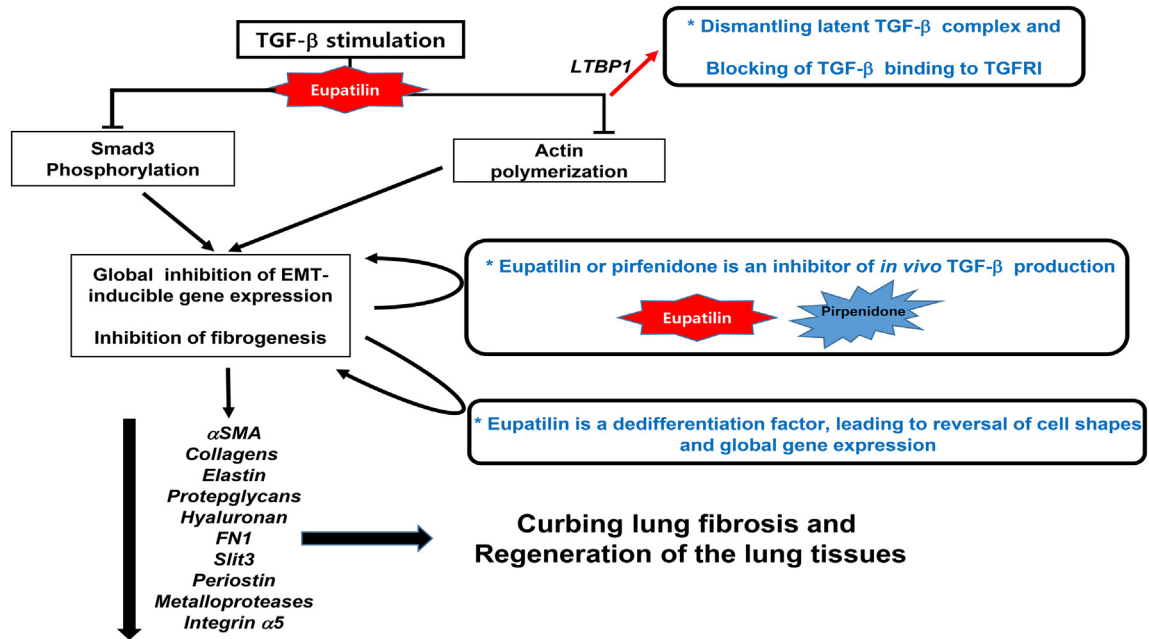 TGF-β stimulation
Eupatilin
LTBP1
* Dismantling latent TGF-β complex and
Blocking of TGF-β binding to TGFRI
Smad3
Phosphorylation
Actin
polymerization
Global inhibition of EMT-
inducible gene expression
Inhibition of fibrogenesis
* Eupatilin or pirfenidone is an inhibitor of in vivo TGF-β production
Eupatilin
Pirpenidone
* Eupatilin is a dedifferentiation factor, leading to reversal of cell shapes
and global gene expression
αSMA
Collagens
Elastin
Protepglycans
Hyaluronan
FN1
Slit3
Periostin
Metalloproteases
Integrin α5
Curbing lung fibrosis and
Regeneration of the lung tissues